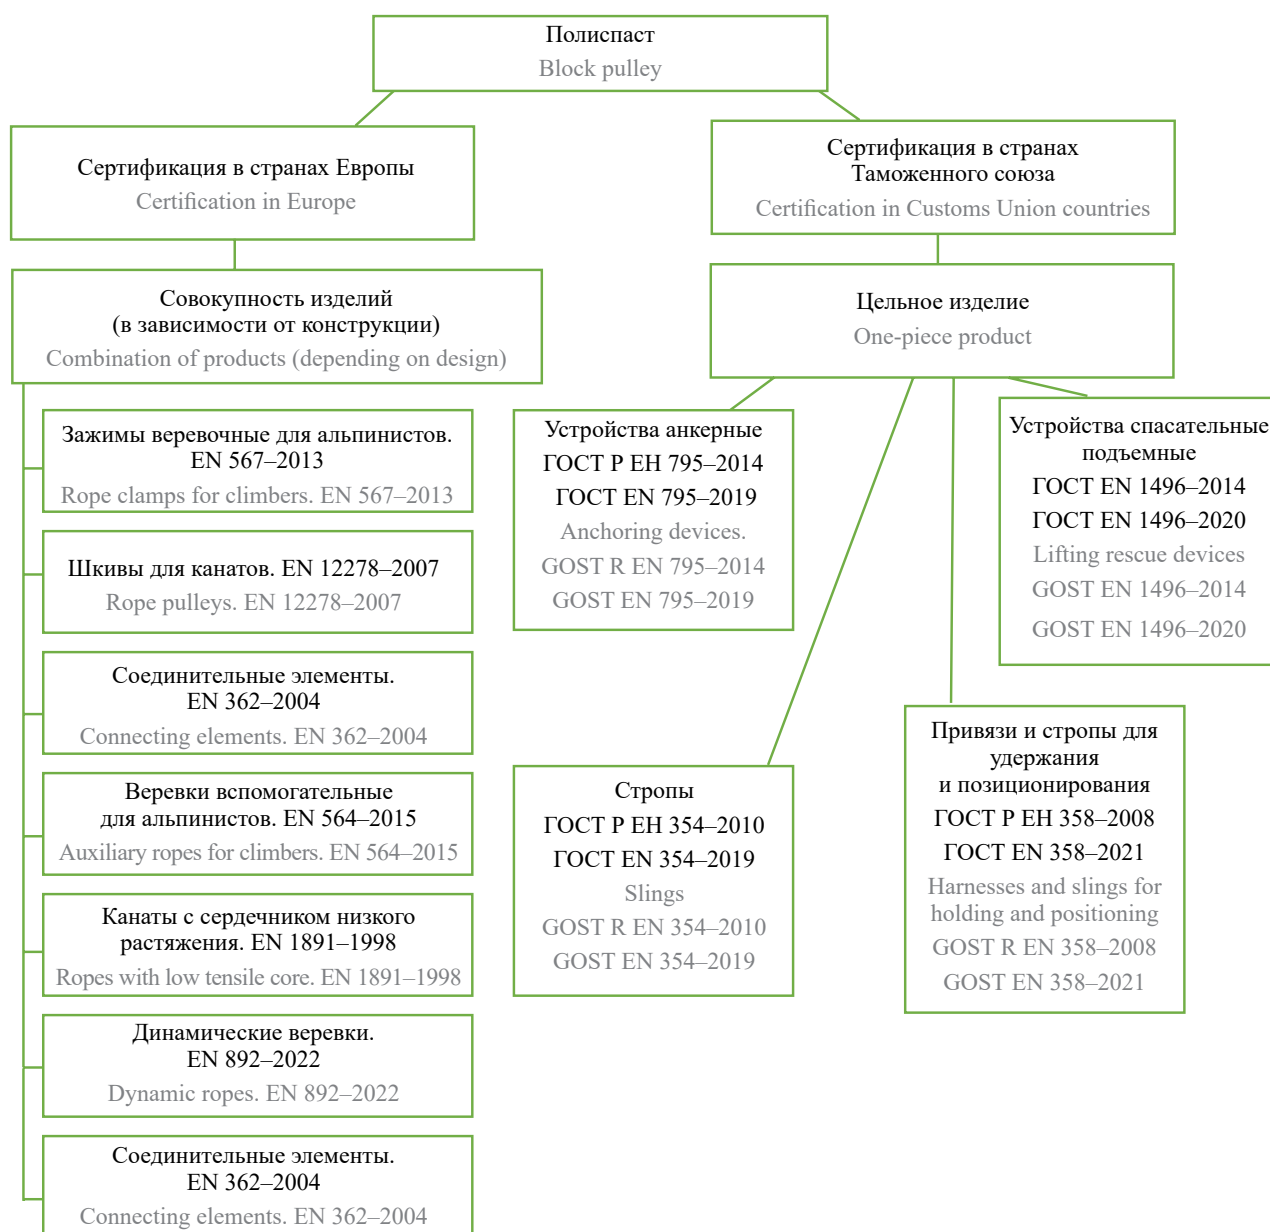 Полиспаст
Block pulley
Сертификация в странах Европы
Certification in Europe
Сертификация в странах
Таможенного союза
Certification in Customs Union countries
Совокупность изделий
(в зависимости от конструкции)
Combination of products (depending on design)
Цельное изделие
One-piece product
Зажимы веревочные для альпинистов.
EN 567–2013
Rope clamps for climbers. EN 567–2013
Шкивы для канатов. EN 12278–2007
Rope pulleys. EN 12278–2007
Соединительные элементы.
EN 362–2004
Connecting elements. EN 362–2004
Веревки вспомогательные
для альпинистов. EN 564–2015
Auxiliary ropes for climbers. EN 564–2015
Канаты с сердечником низкого
растяжения. EN 1891–1998
Ropes with low tensile core. EN 1891–1998
Динамические веревки.
EN 892–2022
Dynamic ropes. EN 892–2022
Соединительные элементы.
EN 362–2004
Connecting elements. EN 362–2004
Устройства анкерные
ГОСТ Р ЕН 795–2014
ГОСТ EN 795–2019
Anchoring devices.
GOST R EN 795–2014
GOST EN 795–2019
Стропы
ГОСТ Р ЕН 354–2010
ГОСТ EN 354–2019
Slings
GOST R EN 354–2010
GOST EN 354–2019
Устройства спасательные
подъемные
ГОСТ EN 1496–2014
ГОСТ EN 1496–2020
Lifting rescue devices
GOST EN 1496–2014
GOST EN 1496–2020
Привязи и стропы для
удержания
и позиционирования
ГОСТ Р ЕН 358–2008
ГОСТ EN 358–2021
Harnesses and slings for
holding and positioning
GOST R EN 358–2008
GOST EN 358–2021